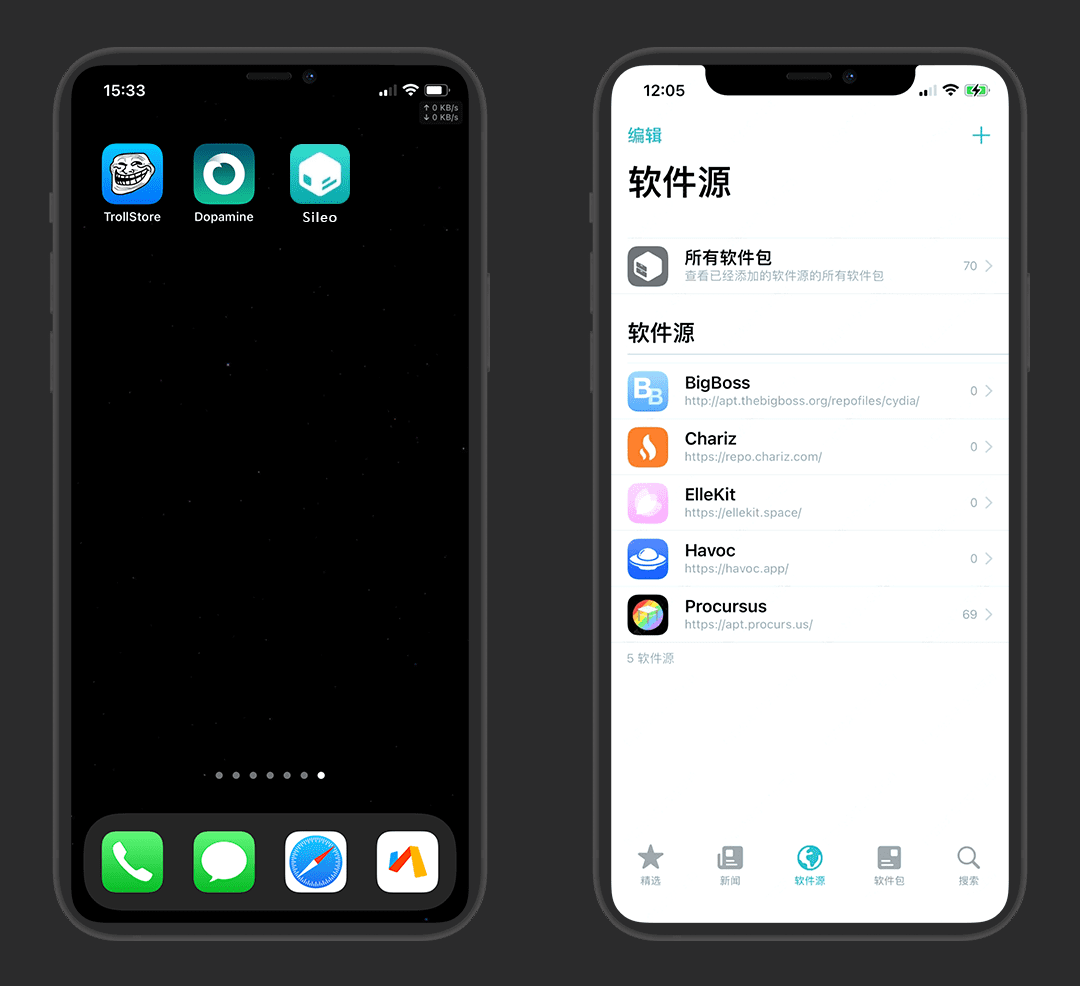 15:33
↑ 0 KB/s
↓ 0 KB/s
TrollStore
Dopamine
Sileo
12:05
编辑
软件源
所有软件包
查看已经添加的软件源的所有软件包
70
软件源
BigBoss
http://apt.thebigboss.org/repofiles/cydia/
0
Chariz
https://repo.chariz.com/
0
ElleKit
https://ellekit.space/
0
Havoc
https://havoc.app/
0
Procursus
https://apt.procurs.us/
69
5 软件源
精选
新闻
软件源
软件包
搜索